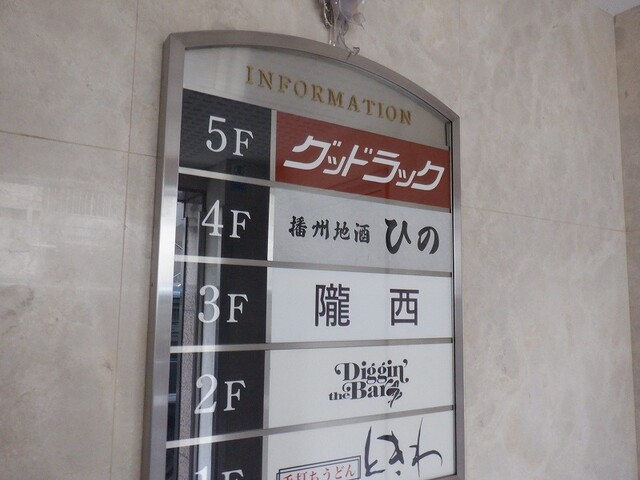 INFORMATION
5F グッドラック
4F 播州地酒 ひの
3F 隴西
2F Diggin' the Bar
1F 手打ちうどん ときわ